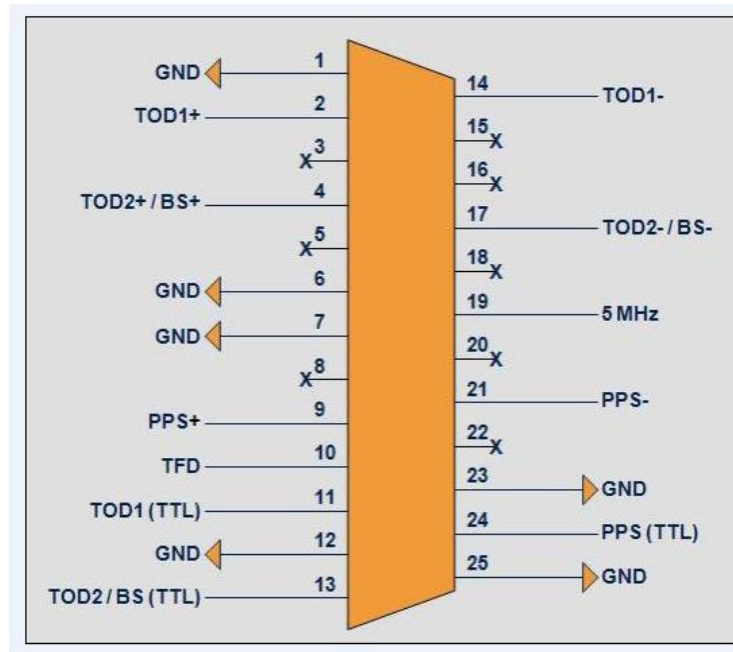 GND 1
TOD1+ 2
X 3
TOD2+ / BS+ 4
X 5
GND 6
GND 7
X 8
PPS+ 9
TFD 10
TOD1 (TTL) 11
GND 12
TOD2 / BS (TTL) 13
14 TOD1-
15 X
16 X
17 TOD2- / BS-
18 X
19 5 MHz
20 X
21 PPS-
22 X
23 GND
24 PPS (TTL)
25 GND